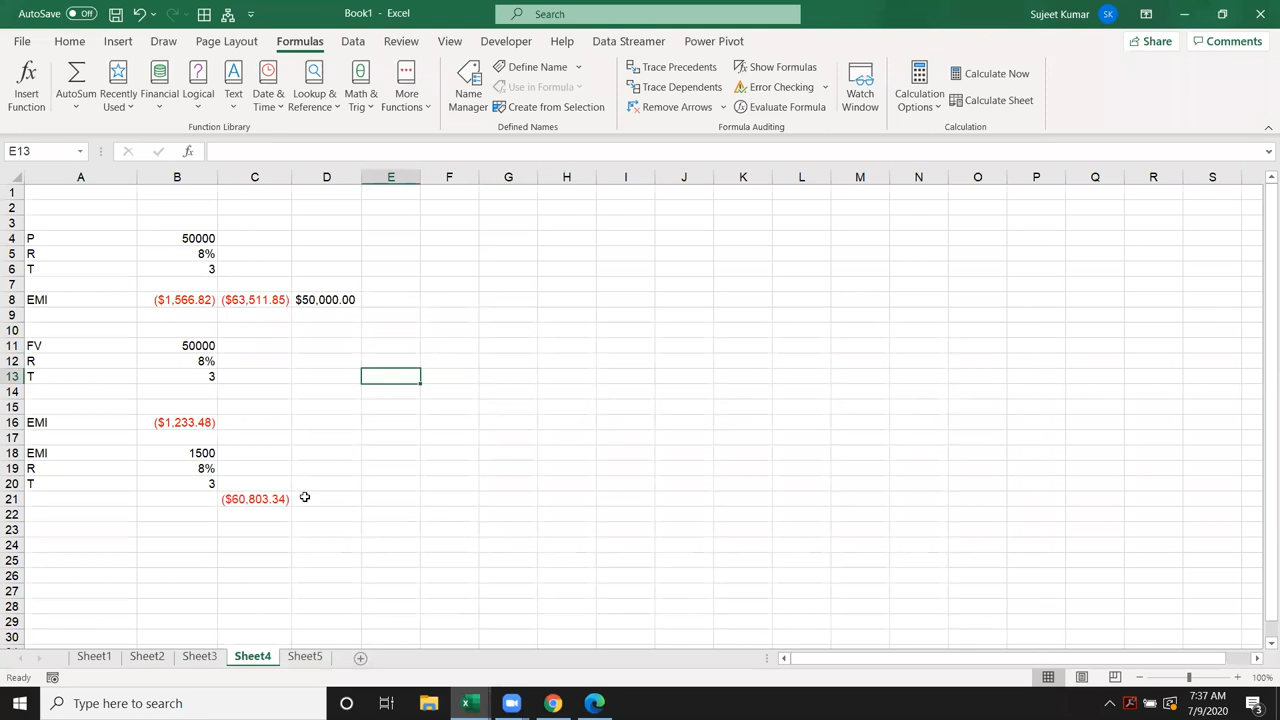 AutoSave Off Book1 - Excel Search Sujeet Kumar SK
File Home Insert Draw Page Layout Formulas Data Review View Developer Help Data Streamer Power Pivot Share Comments
Insert Function
AutoSum
Recently Used
Financial
Logical
Text
Date & Time
Lookup & Reference
Math & Trig
More Functions
Function Library
Name Manager
Define Name
Use in Formula
Create from Selection
Defined Names
Trace Precedents
Trace Dependents
Remove Arrows
Show Formulas
Error Checking
Evaluate Formula
Formula Auditing
Watch Window
Calculation Options
Calculate Now
Calculate Sheet
Calculation
E13 fx
A B C D E F G H I J K L M N O P Q R S
1
2
3
4 P 50000
5 R 8%
6 T 3
7
8 EMI ($1,566.82) ($63,511.85) $50,000.00
9
10
11 FV 50000
12 R 8%
13 T 3
14
15
16 EMI ($1,233.48)
17
18 EMI 1500
19 R 8%
20 T 3
21 ($60,803.34)
22
23
24
25
26
27
28
29
30
Sheet1 Sheet2 Sheet3 Sheet4 Sheet5
Ready 100%
Type here to search
7:37 AM
7/9/2020
3